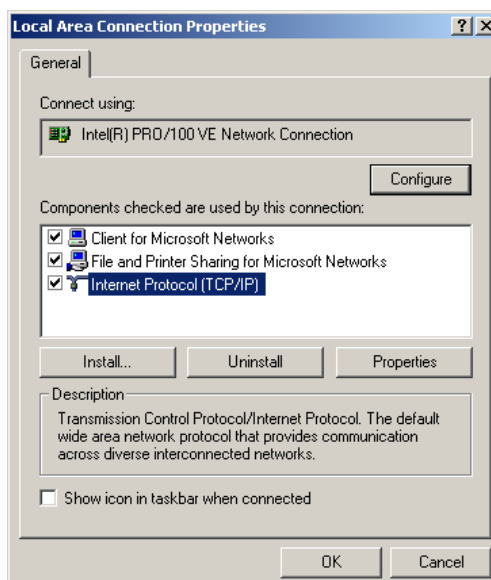 Local Area Connection Properties
General
Connect using:
Intel(R) PRO/100 VE Network Connection
Configure
Components checked are used by this connection:
Client for Microsoft Networks
File and Printer Sharing for Microsoft Networks
Internet Protocol (TCP/IP)
Install... Uninstall Properties
Description
Transmission Control Protocol/Internet Protocol. The default
wide area network protocol that provides communication
across diverse interconnected networks.
Show icon in taskbar when connected
OK Cancel